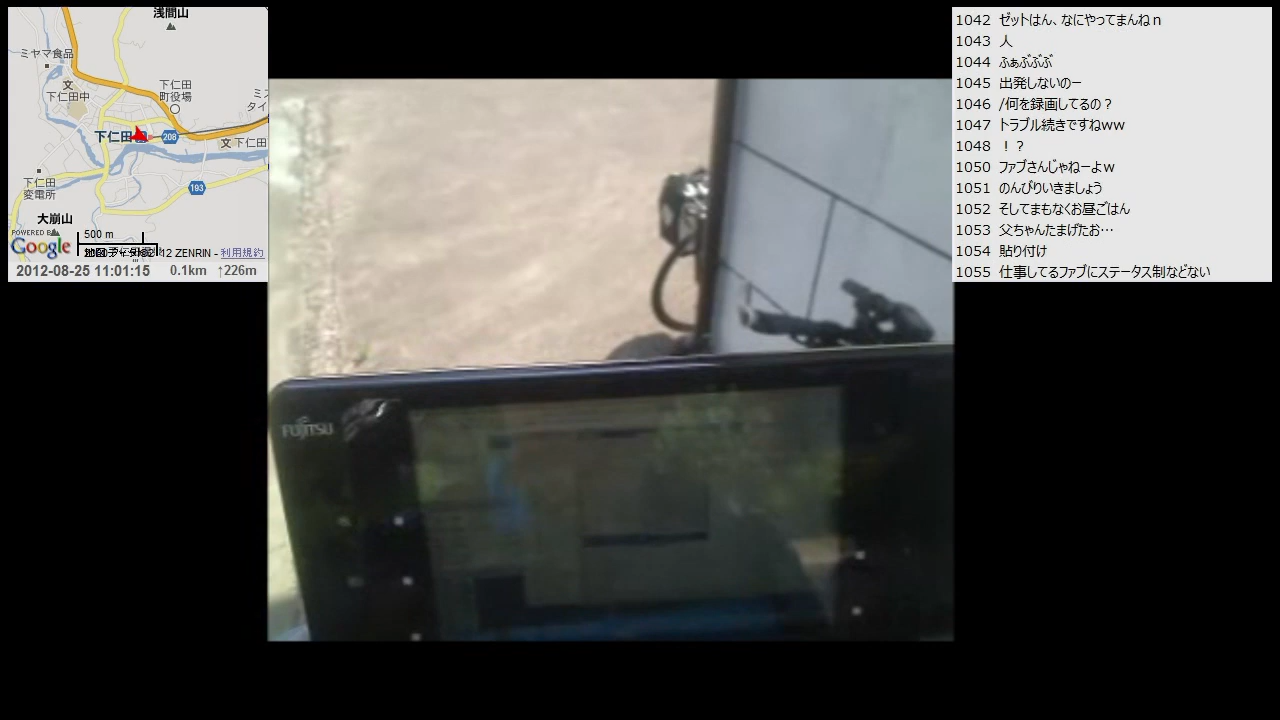 浅間山
ミヤマ食品
文
下仁田中
下仁田
町役場
ミス
タイ
下仁田
208
文 下仁田
193
下仁田
変電所
大崩山
500 m
POWERED BY
Google
12 ZENRIN - 利用規約
2012-08-25 11:01:15 0.1km ↑226m
FUJITSU
1042 ゼットはん、なにやってまんねｎ
1043 人
1044 ふぁぶぶぶ
1045 出発しないのー
1046 /何を録画してるの？
1047 トラブル続きですねｗｗ
1048 ！？
1050 ファブさんじゃねーよｗ
1051 のんびりいきましょう
1052 そしてまもなくお昼ごはん
1053 父ちゃんたまげたお…
1054 貼り付け
1055 仕事してるファブにステータス制などない